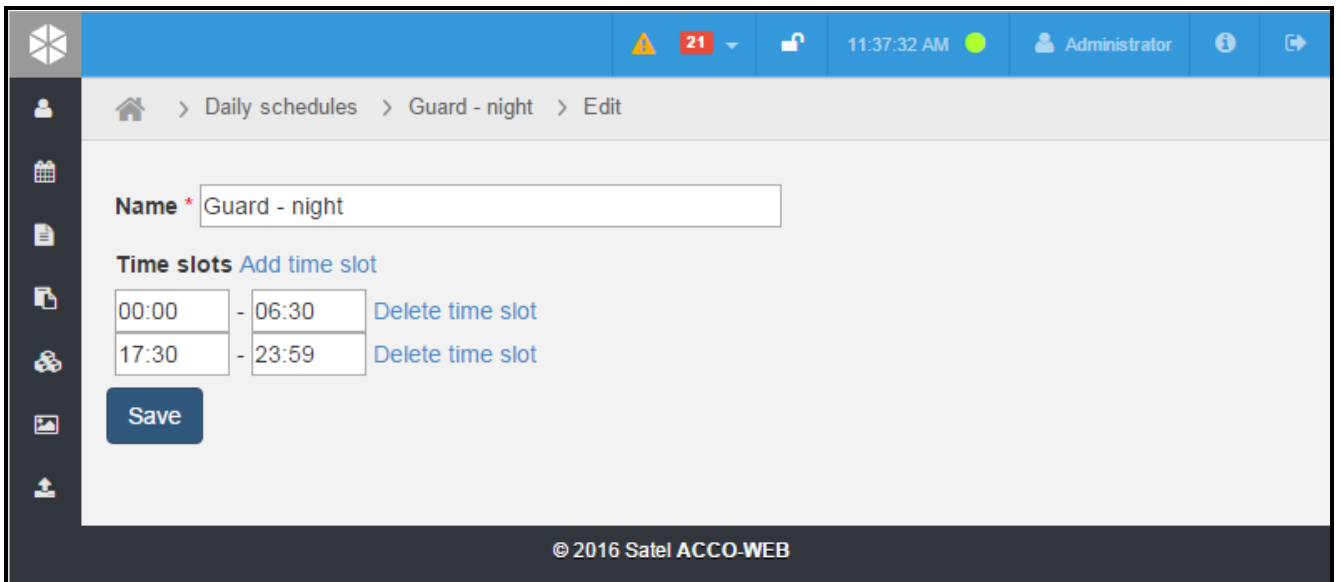 21 11:37:32 AM Administrator
Daily schedules > Guard - night > Edit
Name * Guard - night
Time slots Add time slot
00:00 - 06:30 Delete time slot
17:30 - 23:59 Delete time slot
Save
© 2016 Satel ACCO-WEB